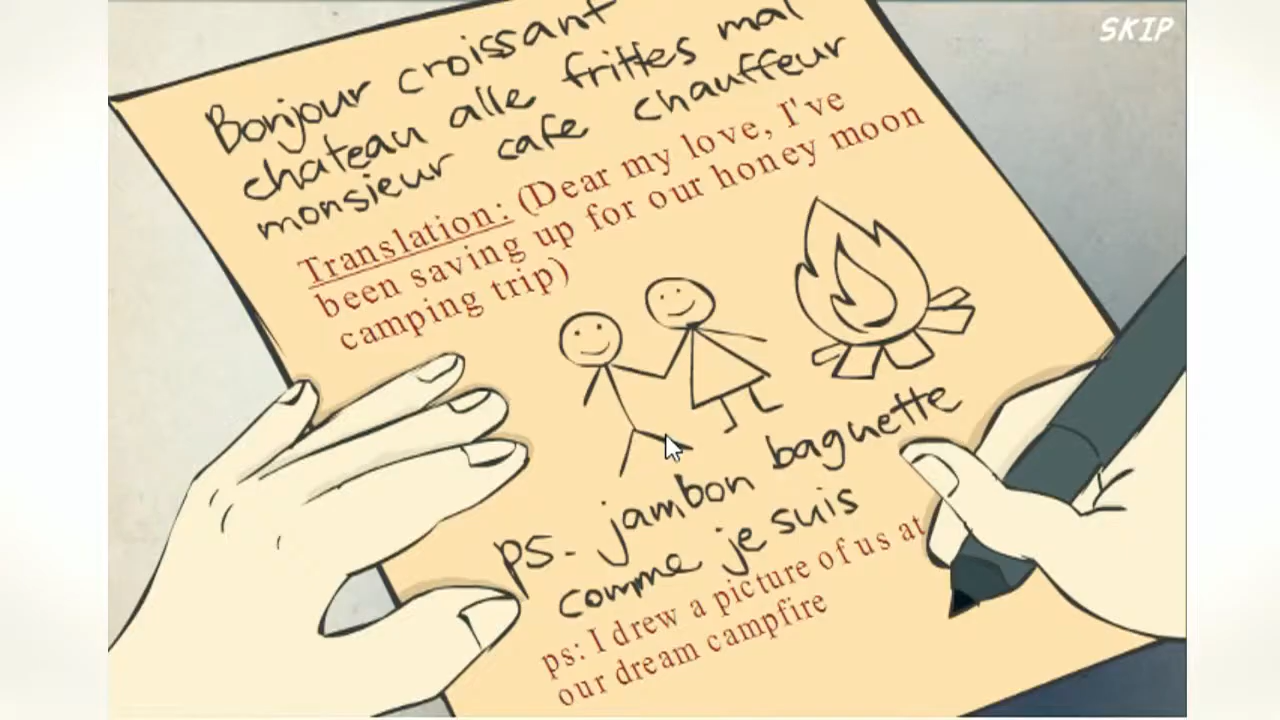 SKIP
Bonjour croissant
chateau alle frittes mal
monsieur cafe chauffeur
Translation: (Dear my love, I've
been saving up for our honey moon
camping trip)
ps. jambon baguette
comme je suis
ps: I drew a picture of us at
our dream campfire